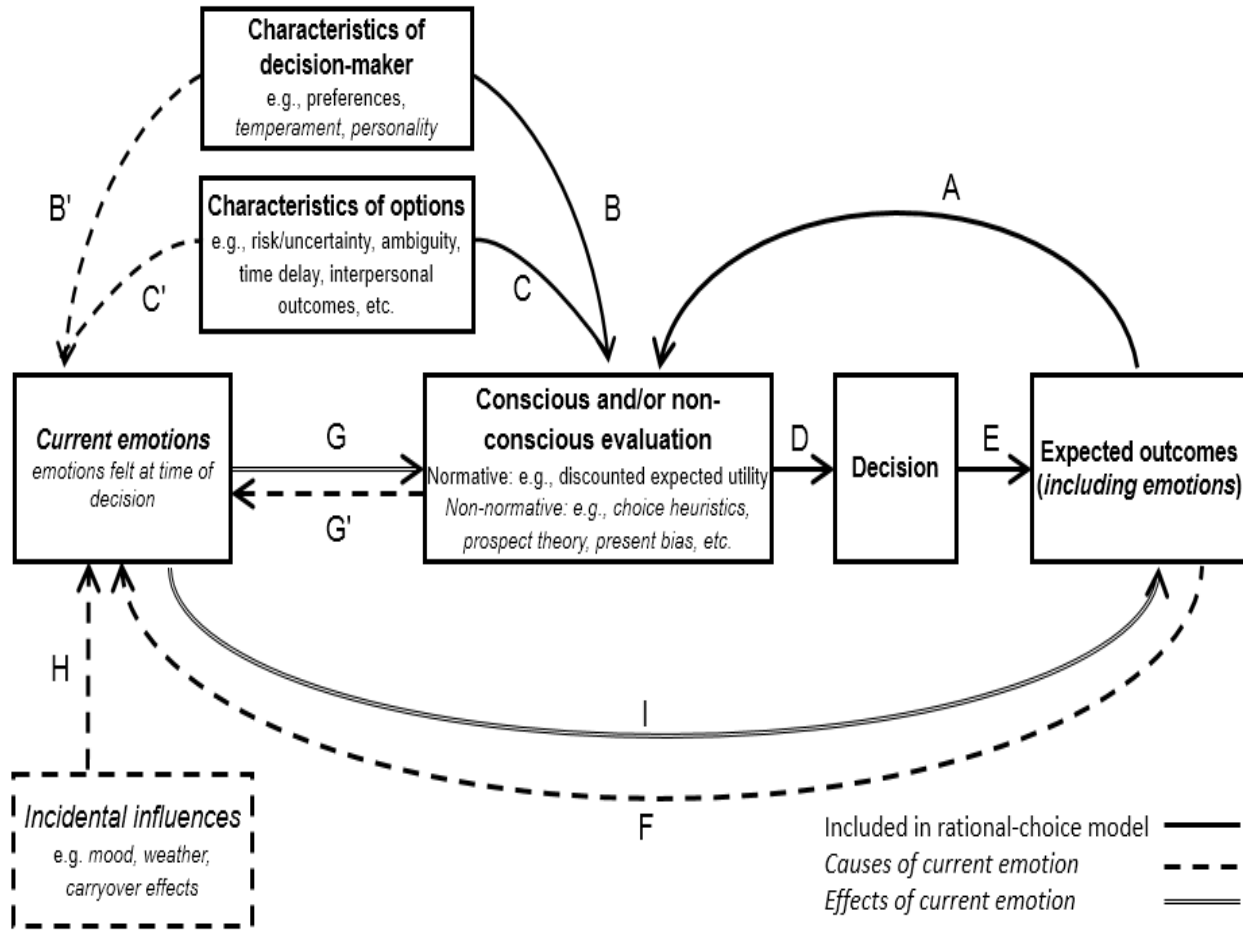 Characteristics of
decision-maker
e.g., preferences,
temperament, personality
B'
B
A
Characteristics of options
e.g., risk/uncertainty, ambiguity,
time delay, interpersonal
outcomes, etc.
C'
C
Current emotions
emotions felt at time of
decision
G
G'
Conscious and/or non-
conscious evaluation
Normative: e.g., discounted expected utility
Non-normative: e.g., choice heuristics,
prospect theory, present bias, etc.
D
Decision
E
Expected outcomes
(including emotions)
H
I
F
Incidental influences
e.g. mood, weather,
carryover effects
Included in rational-choice model
Causes of current emotion
Effects of current emotion